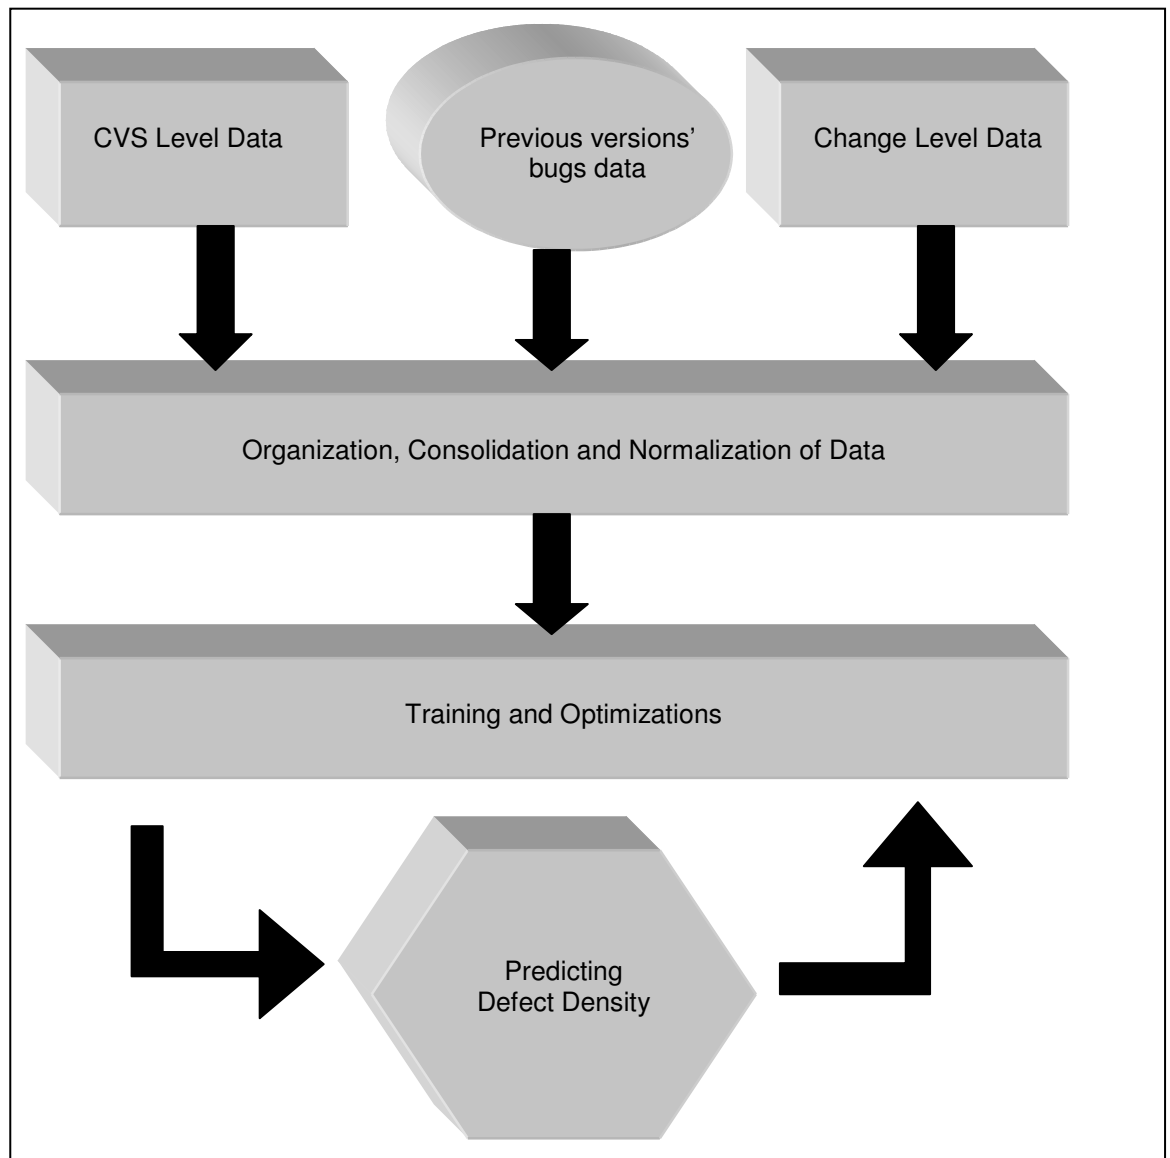 CVS Level Data
Previous versions’
bugs data
Change Level Data
Organization, Consolidation and Normalization of Data
Training and Optimizations
Predicting
Defect Density